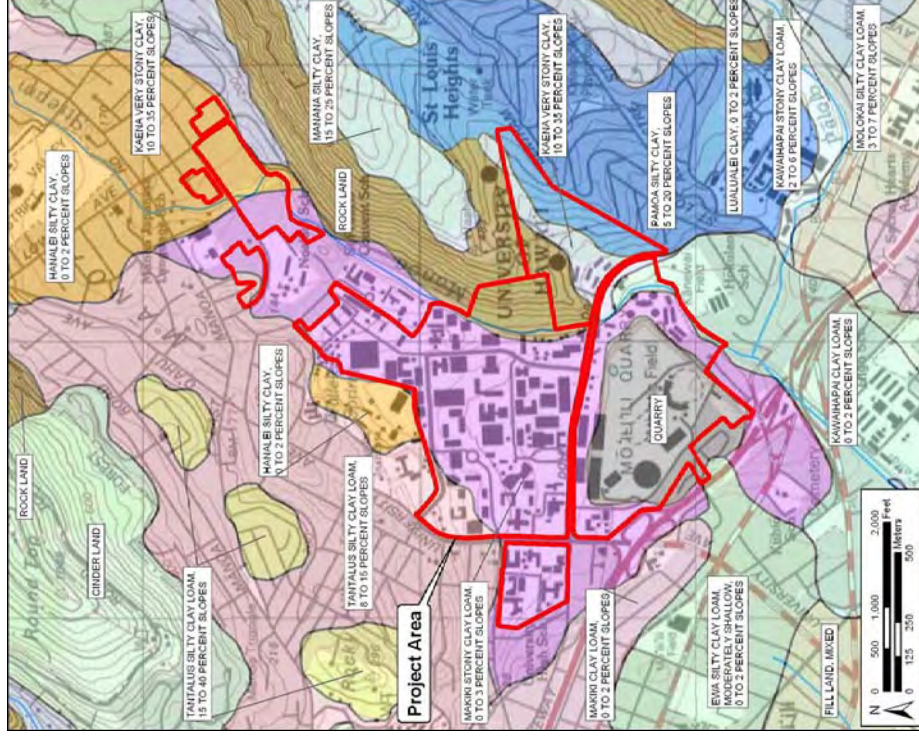 HANALEI SILTY CLAY,
0 TO 2 PERCENT SLOPES
KAENA VERY STONY CLAY,
10 TO 35 PERCENT SLOPES
MANANA SILTY CLAY,
15 TO 25 PERCENT SLOPES
St Louis
Heights
ROCK LAND
KAENA VERY STONY CLAY,
10 TO 35 PERCENT SLOPES
PAMOA SILTY CLAY,
5 TO 20 PERCENT SLOPES
LUALUALEI CLAY, 0 TO 2 PERCENT SLOPES
KAWAIHAPAI STONY CLAY LOAM,
2 TO 6 PERCENT SLOPES
MOLOKAI SILTY CLAY LOAM,
3 TO 7 PERCENT SLOPES
ROCK LAND
CINDER LAND
HANALEI SILTY CLAY,
0 TO 2 PERCENT SLOPES
TANTALUS SILTY CLAY LOAM,
15 TO 40 PERCENT SLOPES
TANTALUS SILTY CLAY LOAM,
8 TO 15 PERCENT SLOPES
Project Area
MAKIKI STONY CLAY LOAM,
0 TO 3 PERCENT SLOPES
MOILIILI QUARRY
Field
QUARRY
MAKIKI CLAY LOAM,
0 TO 2 PERCENT SLOPES
KAWAIHAPAI CLAY LOAM,
0 TO 2 PERCENT SLOPES
EWA SILTY CLAY LOAM,
MODERATELY SHALLOW,
0 TO 2 PERCENT SLOPES
FILL LAND, MIXED
N
0 500 1,000 2,000
Feet
Meters
0 125 250 500